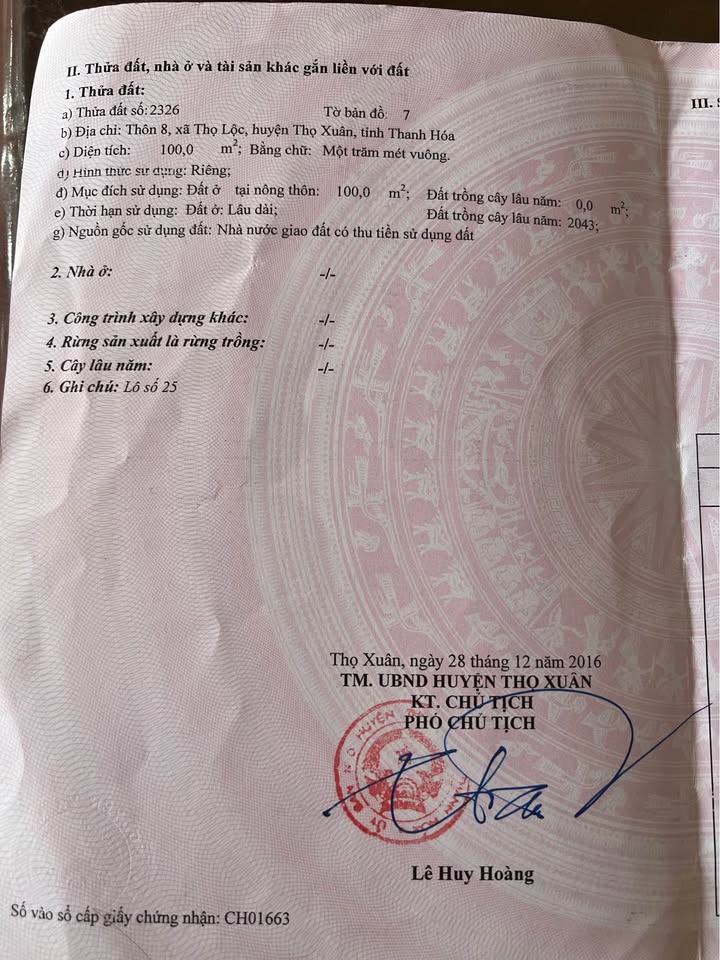 II. Thửa đất, nhà ở và tài sản khác gắn liền với đất
1. Thửa đất:
a) Thửa đất số: 2326 Tờ bản đồ: 7
b) Địa chỉ: Thôn 8, xã Thọ Lộc, huyện Thọ Xuân, tỉnh Thanh Hóa
c) Diện tích: 100,0 m²; Bằng chữ: Một trăm mét vuông.
d) Hình thức sử dụng: Riêng;
đ) Mục đích sử dụng: Đất ở tại nông thôn: 100,0 m²; Đất trồng cây lâu năm: 0,0 m²;
e) Thời hạn sử dụng: Đất ở: Lâu dài; Đất trồng cây lâu năm: 2043;
g) Nguồn gốc sử dụng đất: Nhà nước giao đất có thu tiền sử dụng đất
2. Nhà ở: -/-
3. Công trình xây dựng khác: -/-
4. Rừng sản xuất là rừng trồng: -/-
5. Cây lâu năm: -/-
6. Ghi chú: Lô số 25
III.
Thọ Xuân, ngày 28 tháng 12 năm 2016
TM. UBND HUYỆN THỌ XUÂN
KT. CHỦ TỊCH
PHÓ CHỦ TỊCH
Lê Huy Hoàng
Số vào sổ cấp giấy chứng nhận: CH01663